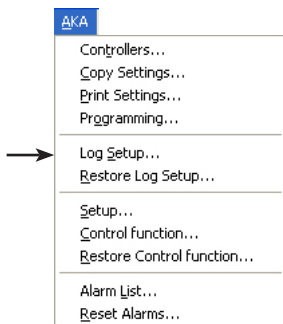 AKA
Controllers...
Copy Settings...
Print Settings...
Programming...
Log Setup...
Restore Log Setup...
Setup...
Control function...
Restore Control function...
Alarm List...
Reset Alarms...